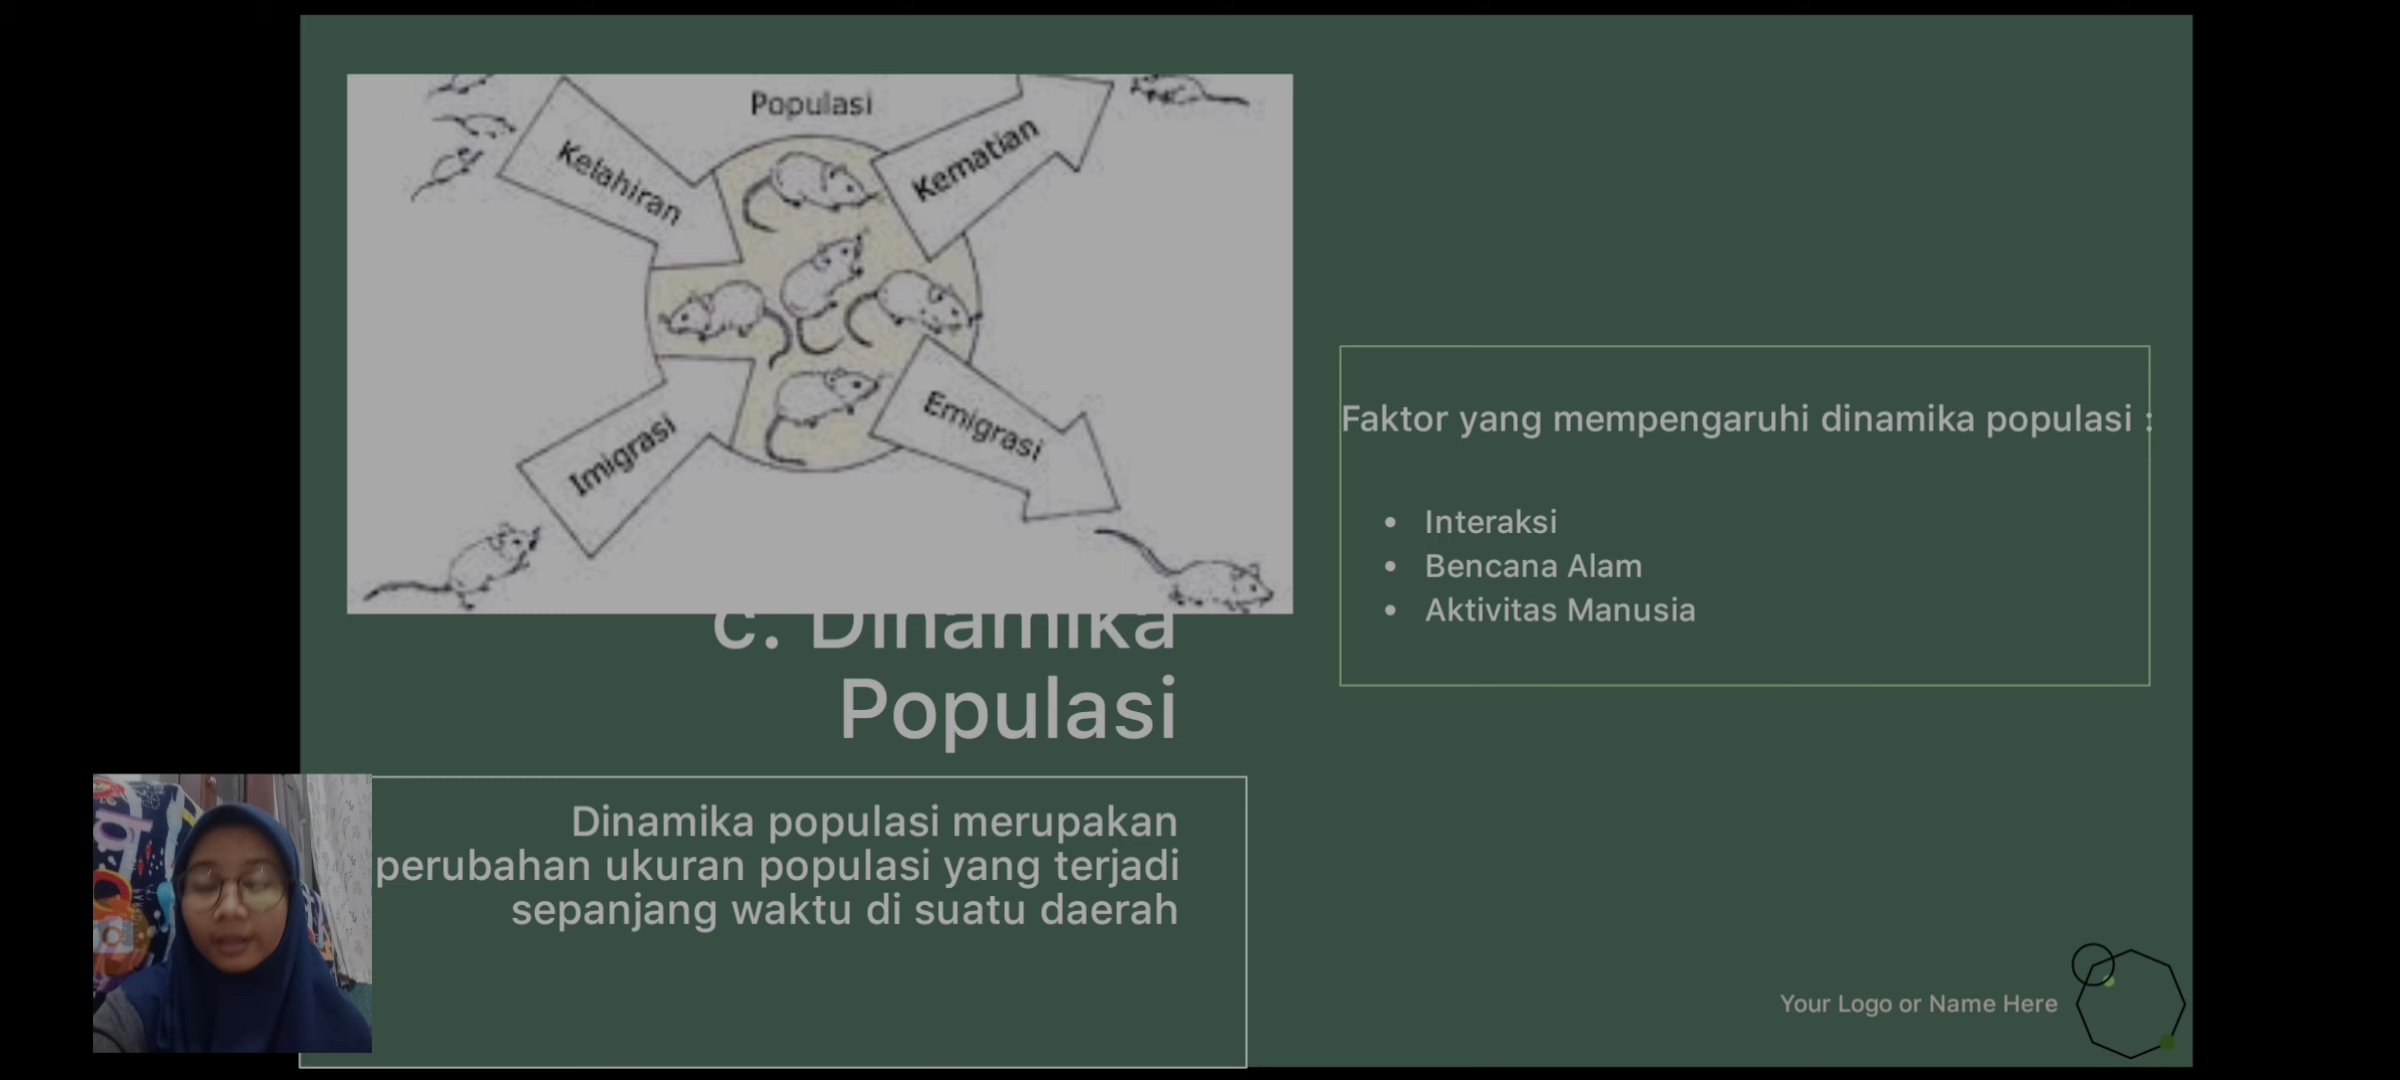 Populasi
Kelahiran
Kematian
Imigrasi
Emigrasi
c. Dinamika
Populasi
Dinamika populasi merupakan
perubahan ukuran populasi yang terjadi
sepanjang waktu di suatu daerah
Faktor yang mempengaruhi dinamika populasi :
• Interaksi
• Bencana Alam
• Aktivitas Manusia
Your Logo or Name Here